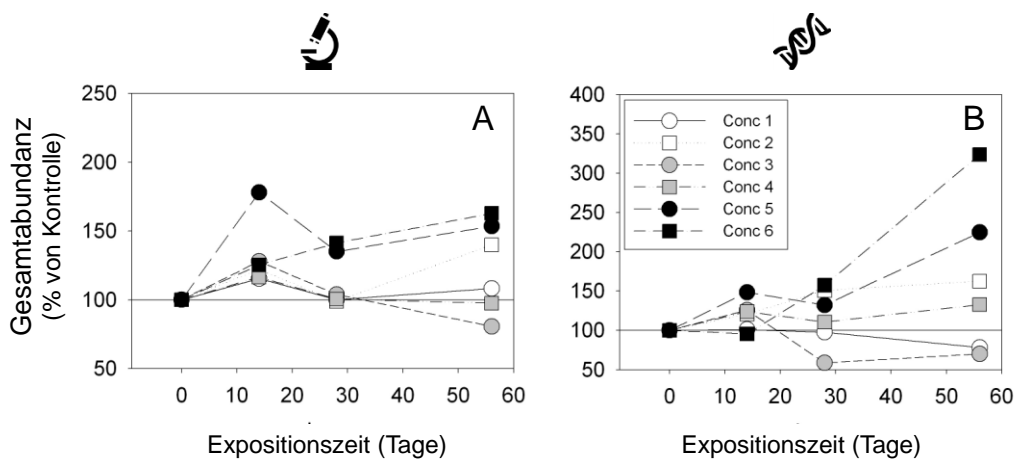 Gesamtabundanz
(% von Kontrolle)
250
200
150
100
50
A
0 10 20 30 40 50 60
Expositionszeit (Tage)
400
350
300
250
200
150
100
50
B
Conc 1
Conc 2
Conc 3
Conc 4
Conc 5
Conc 6
0 10 20 30 40 50 60
Expositionszeit (Tage)